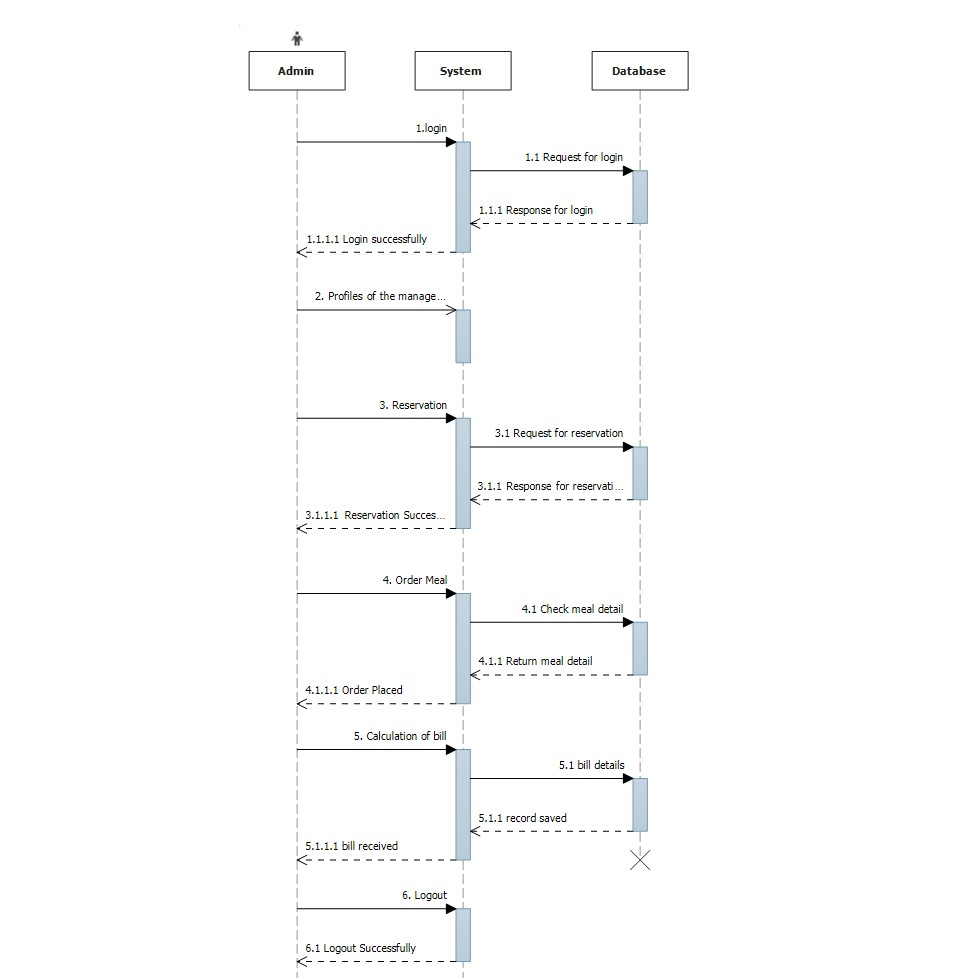 Admin
System
Database
1.login
1.1 Request for login
1.1.1 Response for login
1.1.1.1 Login successfully
2. Profiles of the manage...
3. Reservation
3.1 Request for reservation
3.1.1 Response for reservati...
3.1.1.1 Reservation Succes...
4. Order Meal
4.1 Check meal detail
4.1.1 Return meal detail
4.1.1.1 Order Placed
5. Calculation of bill
5.1 bill details
5.1.1 record saved
5.1.1.1 bill received
6. Logout
6.1 Logout Successfully